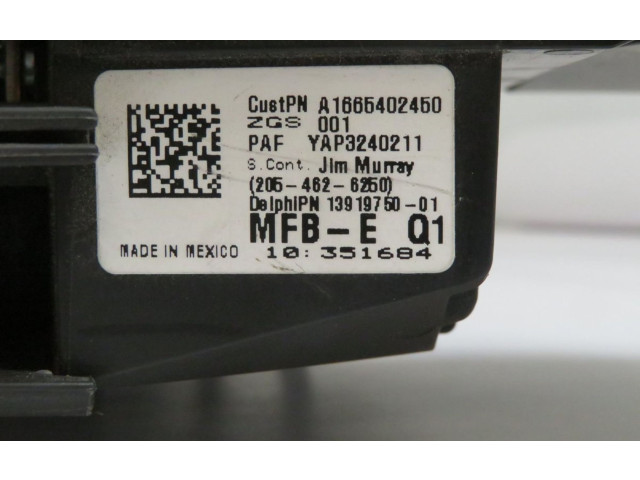 CustPN A1665402450
ZGS 001
PAF YAP3240211
S.Cont. Jim Murray
(205-462-6250)
DelphiPN 13919750-01
MFB-E Q1
MADE IN MEXICO 10:351684